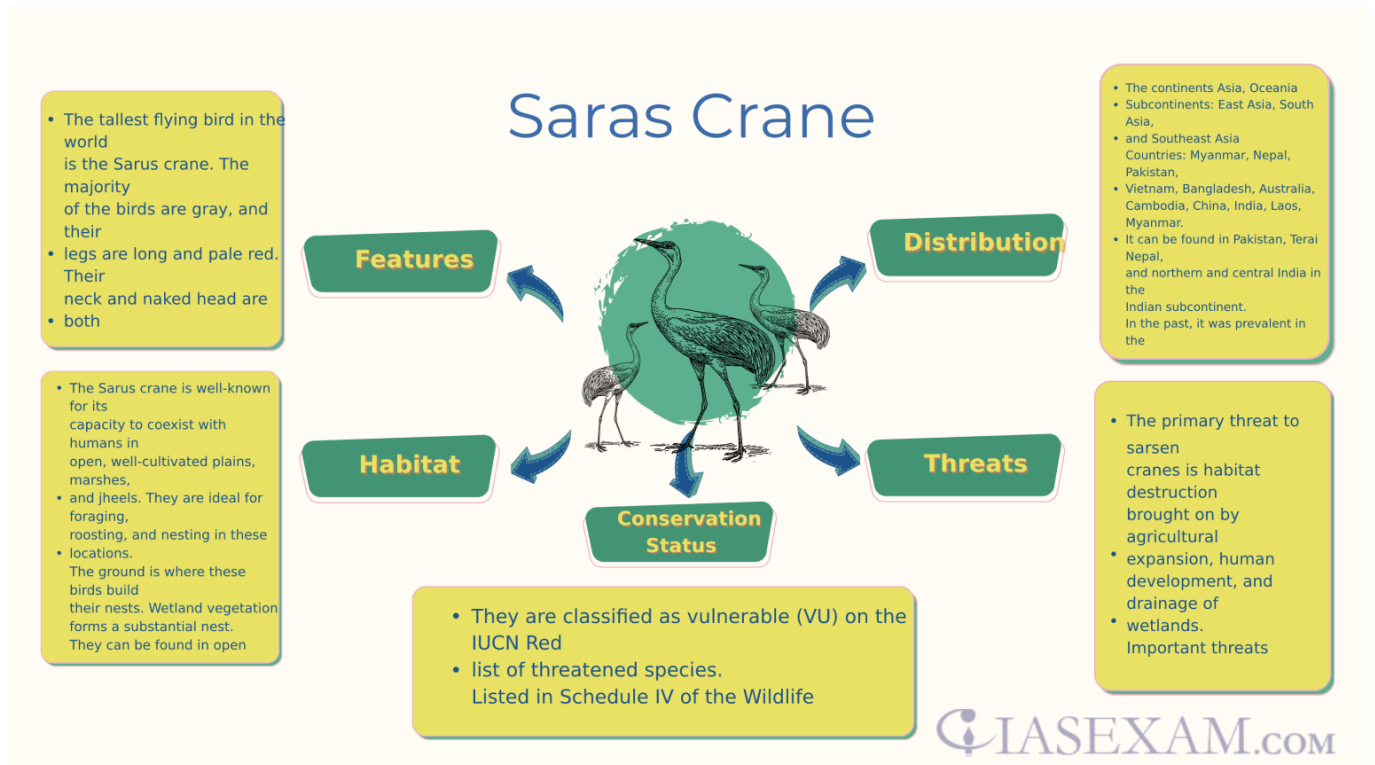 Saras Crane
• The tallest flying bird in the
world
is the Sarus crane. The
majority
of the birds are gray, and
their
• legs are long and pale red.
Their
neck and naked head are
• both
Features
Distribution
• The continents Asia, Oceania
• Subcontinents: East Asia, South
Asia,
• and Southeast Asia
Countries: Myanmar, Nepal,
Pakistan,
• Vietnam, Bangladesh, Australia,
Cambodia, China, India, Laos,
Myanmar.
• It can be found in Pakistan, Terai
Nepal,
and northern and central India in
the
Indian subcontinent.
In the past, it was prevalent in
the
• The Sarus crane is well-known
for its
capacity to coexist with
humans in
open, well-cultivated plains,
marshes,
• and jheels. They are ideal for
foraging,
roosting, and nesting in these
• locations.
The ground is where these
birds build
their nests. Wetland vegetation
forms a substantial nest.
They can be found in open
Habitat
Threats
• The primary threat to
sarsen
cranes is habitat
destruction
brought on by
agricultural
• expansion, human
development, and
drainage of
• wetlands.
Important threats
Conservation
Status
• They are classified as vulnerable (VU) on the
IUCN Red
• list of threatened species.
Listed in Schedule IV of the Wildlife
IASEXAM.COM